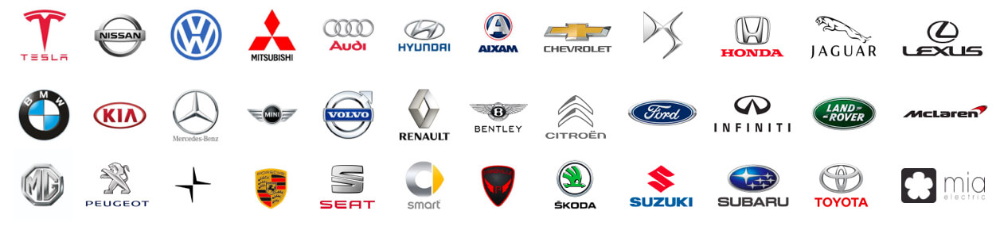 TESLA
NISSAN
VW
MITSUBISHI
Audi
HYUNDAI
A
AIXAM
CHEVROLET
HONDA
JAGUAR
LEXUS
BMW
KIA
Mercedes-Benz
MINI
VOLVO
RENAULT
B
BENTLEY
CITROËN
Ford
INFINITI
LAND-
-ROVER
McLaren
MG
PEUGEOT
PORSCHE
SEAT
smart
ŠKODA
SUZUKI
SUBARU
TOYOTA
mia
electric